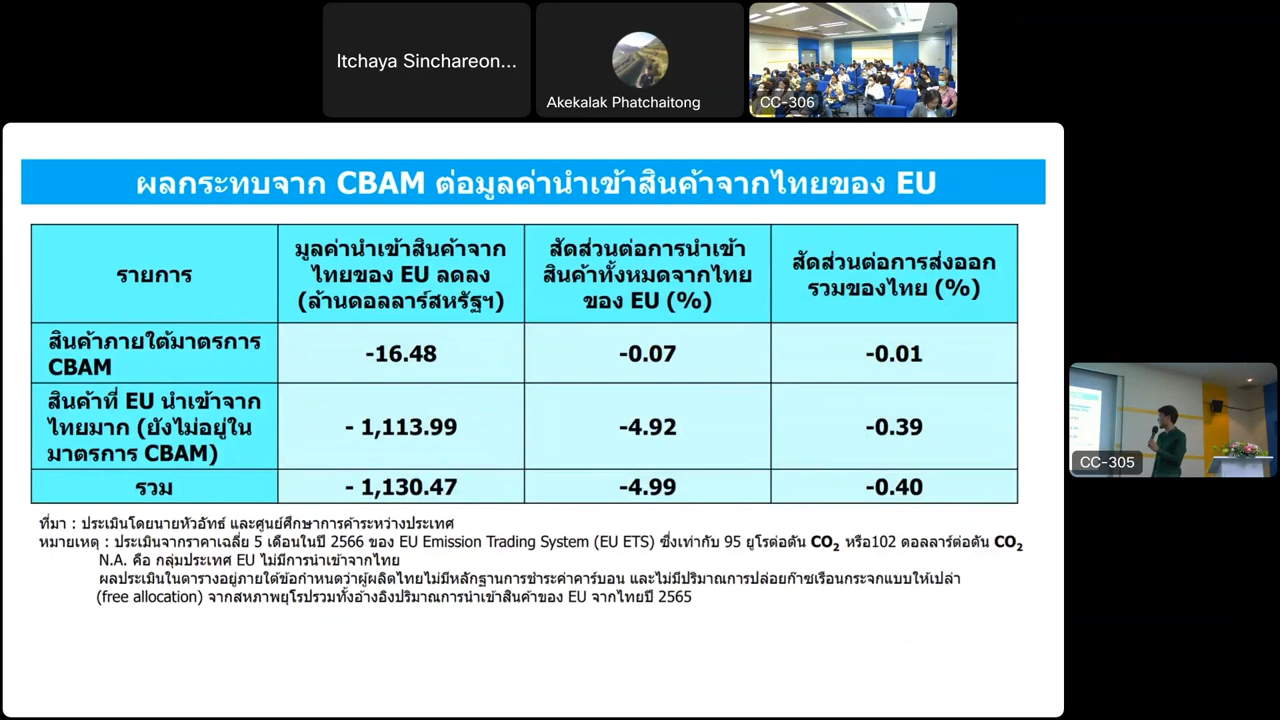 Itchaya Sinchareon...
Akekalak Phatchaitong
CC-306
ผลกระทบจาก CBAM ต่อมูลค่านำเข้าสินค้าจากไทยของ EU
รายการ
มูลค่านำเข้าสินค้าจาก
ไทยของ EU ลดลง
(ล้านดอลลาร์สหรัฐฯ)
สัดส่วนต่อการนำเข้า
สินค้าทั้งหมดจากไทย
ของ EU (%)
สัดส่วนต่อการส่งออก
รวมของไทย (%)
สินค้าภายใต้มาตรการ
CBAM
-16.48
-0.07
-0.01
สินค้าที่ EU นำเข้าจาก
ไทยมาก (ยังไม่อยู่ใน
มาตรการ CBAM)
- 1,113.99
-4.92
-0.39
รวม
- 1,130.47
-4.99
-0.40
ที่มา : ประเมินโดยนายหัวอัทธ์ และศูนย์ศึกษาการค้าระหว่างประเทศ
หมายเหตุ : ประเมินจากราคาเฉลี่ย 5 เดือนในปี 2566 ของ EU Emission Trading System (EU ETS) ซึ่งเท่ากับ 95 ยูโรต่อตัน CO₂ หรือ102 ดอลลาร์ต่อตัน CO₂
N.A. คือ กลุ่มประเทศ EU ไม่มีการนำเข้าจากไทย
ผลประเมินในตารางอยู่ภายใต้ข้อกำหนดว่าผู้ผลิตไทยไม่มีหลักฐานการชำระค่าคาร์บอน และไม่มีปริมาณการปล่อยก๊าซเรือนกระจกแบบให้เปล่า
(free allocation) จากสหภาพยุโรปรวมทั้งอ้างอิงปริมาณการนำเข้าสินค้าของ EU จากไทยปี 2565
CC-305